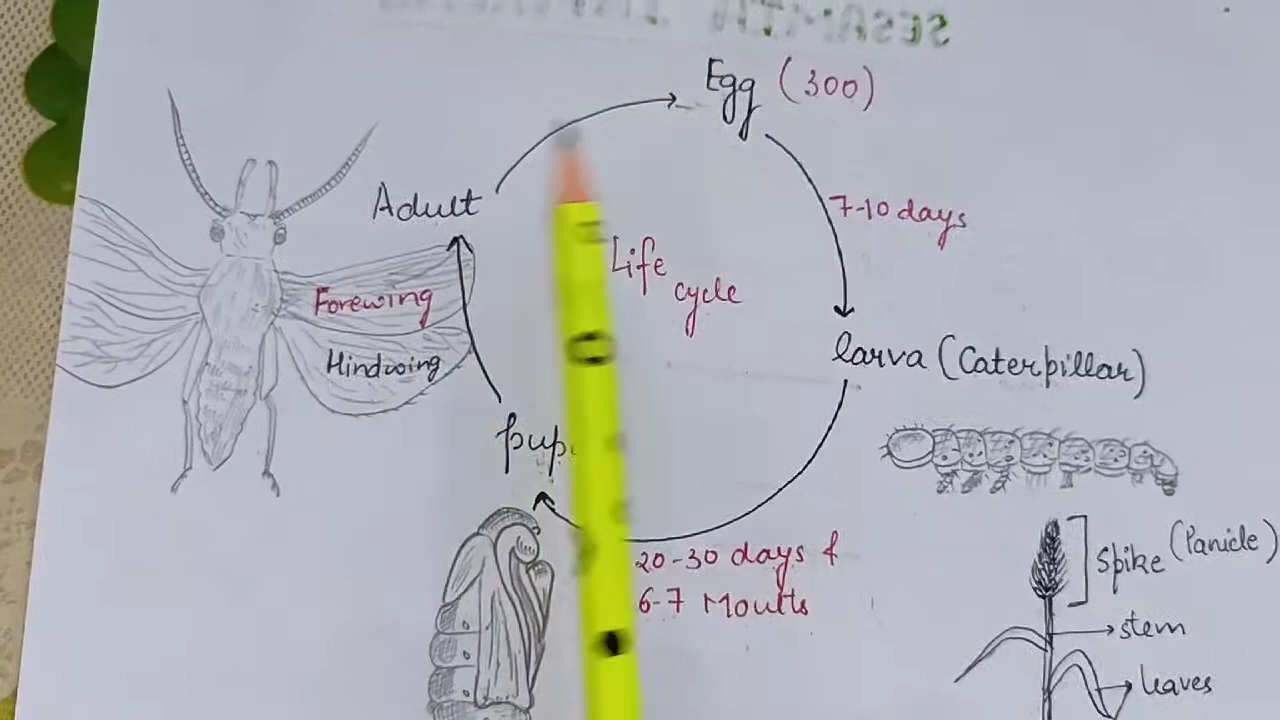 Egg (300)
Adult
7-10 days
Life
cycle
Forewing
Hindwing
larva (Caterpillar)
20-30 days &
6-7 Moults
Spike (Panicle)
stem
leaves